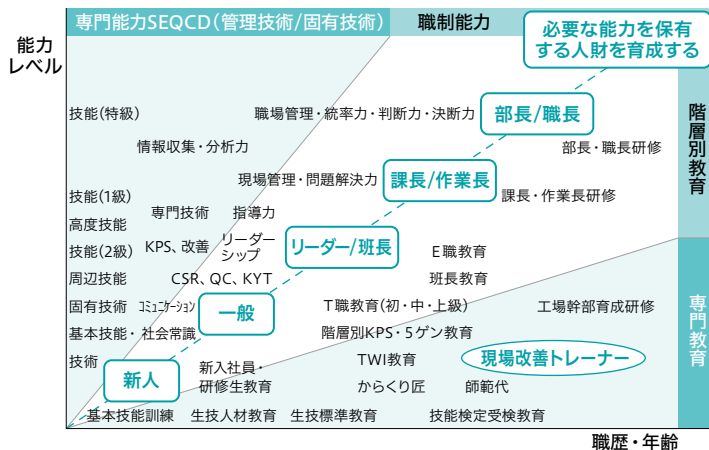 専門能力SEQCD(管理技術/固有技術)
職制能力
必要な能力を保有
する人財を育成する
能力
レベル
技能(特級)
職場管理・統率力・判断力・決断力
部長/職長
情報収集・分析力
部長・職長研修
階層別教育
現場管理・問題解決力
課長/作業長
技能(1級)
課長・作業長研修
高度技能
専門技術
指導力
技能(2級)
KPS、改善
リーダー
シップ
リーダー/班長
E職教育
周辺技能
CSR、QC、KYT
班長教育
固有技術
コミュニケーション
一般
T職教育(初・中・上級)
工場幹部育成研修
専門教育
基本技能・社会常識
階層別KPS・5ゲン教育
技術
新人
新入社員・
研修生教育
TWI教育
現場改善トレーナー
からくり匠
師範代
基本技能訓練
生技人材教育
生技標準教育
技能検定受検教育
職歴・年齢